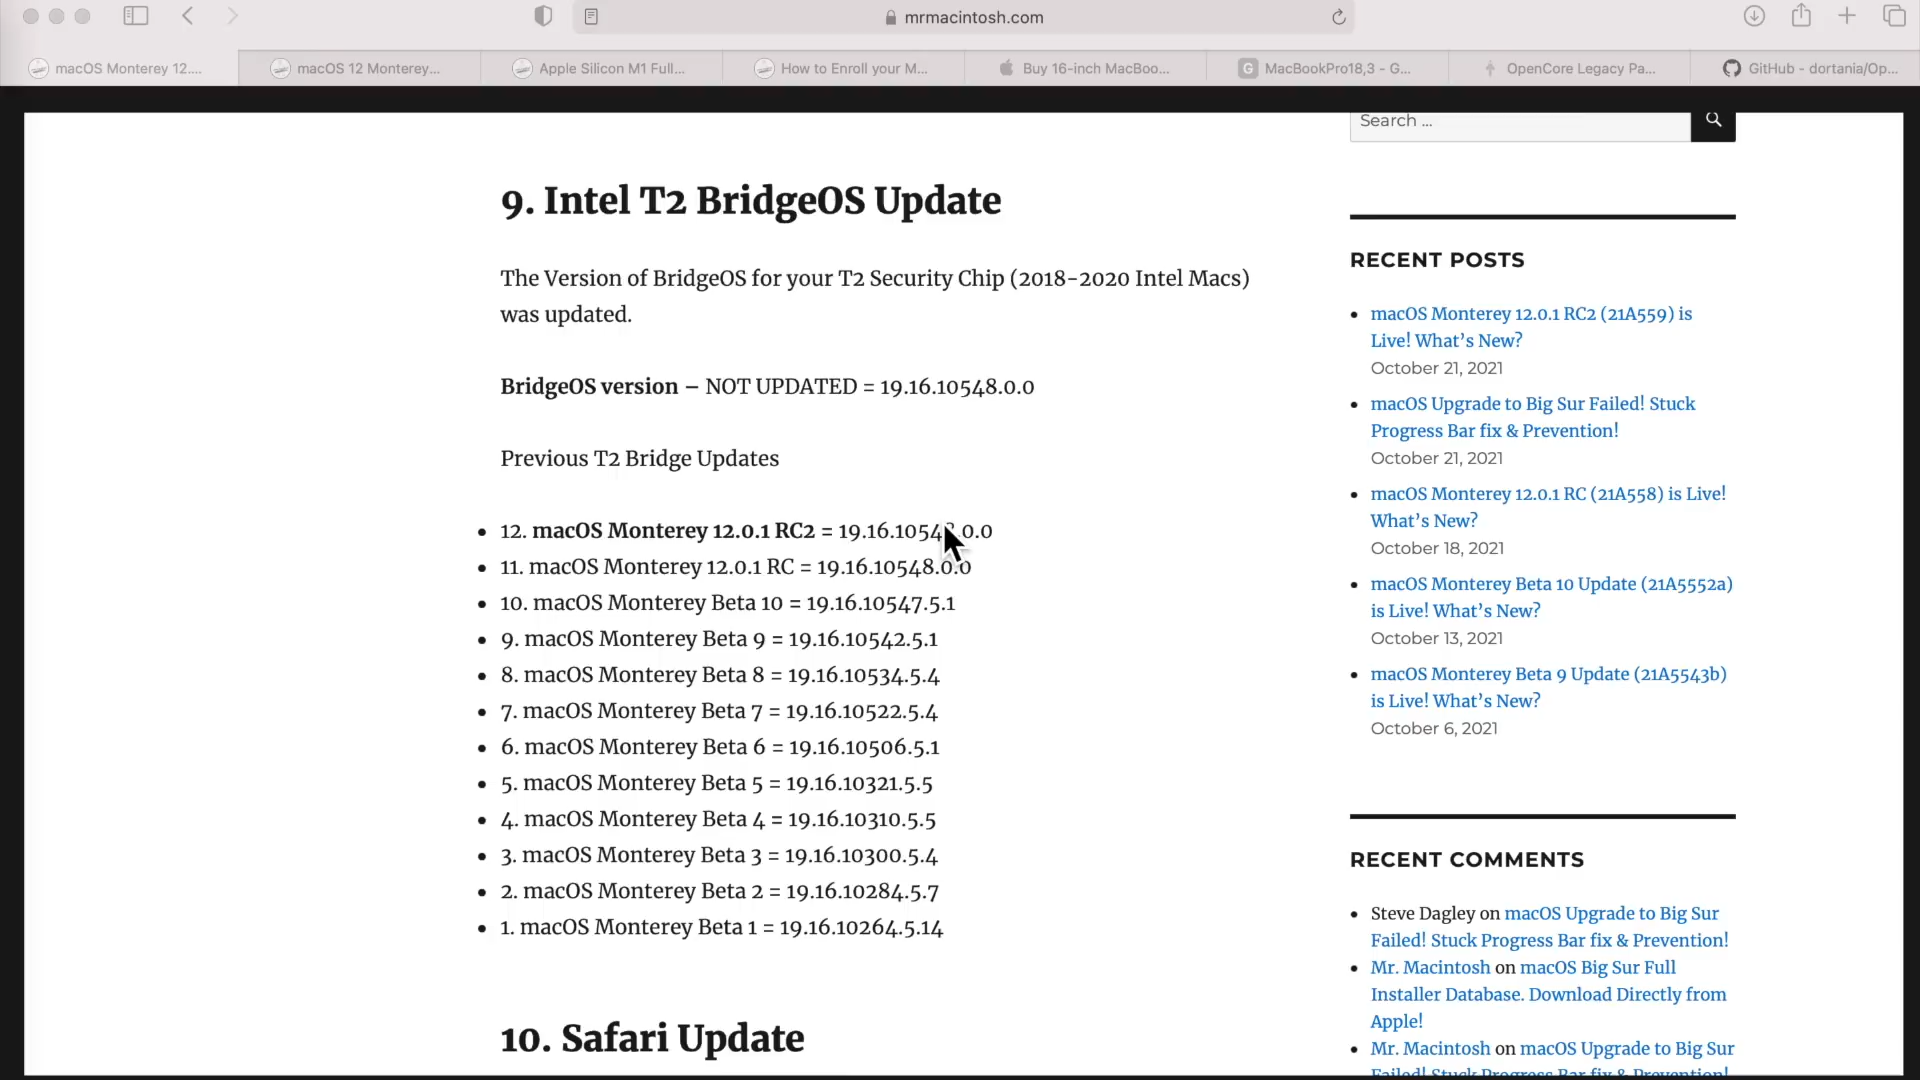 mrmacintosh.com
macOS Monterey 12....
macOS 12 Monterey...
Apple Silicon M1 Full...
How to Enroll your M...
Buy 16-inch MacBoo...
MacBookPro18,3 - G...
OpenCore Legacy Pa...
GitHub - dortania/Op...
Search ...
9. Intel T2 BridgeOS Update
The Version of BridgeOS for your T2 Security Chip (2018-2020 Intel Macs)
was updated.
BridgeOS version – NOT UPDATED = 19.16.10548.0.0
Previous T2 Bridge Updates
12. macOS Monterey 12.0.1 RC2 = 19.16.10548.0.0
11. macOS Monterey 12.0.1 RC = 19.16.10548.0.0
10. macOS Monterey Beta 10 = 19.16.10547.5.1
9. macOS Monterey Beta 9 = 19.16.10542.5.1
8. macOS Monterey Beta 8 = 19.16.10534.5.4
7. macOS Monterey Beta 7 = 19.16.10522.5.4
6. macOS Monterey Beta 6 = 19.16.10506.5.1
5. macOS Monterey Beta 5 = 19.16.10321.5.5
4. macOS Monterey Beta 4 = 19.16.10310.5.5
3. macOS Monterey Beta 3 = 19.16.10300.5.4
2. macOS Monterey Beta 2 = 19.16.10284.5.7
1. macOS Monterey Beta 1 = 19.16.10264.5.14
10. Safari Update
RECENT POSTS
macOS Monterey 12.0.1 RC2 (21A559) is
Live! What’s New?
October 21, 2021
macOS Upgrade to Big Sur Failed! Stuck
Progress Bar fix & Prevention!
October 21, 2021
macOS Monterey 12.0.1 RC (21A558) is Live!
What’s New?
October 18, 2021
macOS Monterey Beta 10 Update (21A5552a)
is Live! What’s New?
October 13, 2021
macOS Monterey Beta 9 Update (21A5543b)
is Live! What’s New?
October 6, 2021
RECENT COMMENTS
Steve Dagley on macOS Upgrade to Big Sur
Failed! Stuck Progress Bar fix & Prevention!
Mr. Macintosh on macOS Big Sur Full
Installer Database. Download Directly from
Apple!
Mr. Macintosh on macOS Upgrade to Big Sur
Failed! Stuck Progress Bar fix & Prevention!